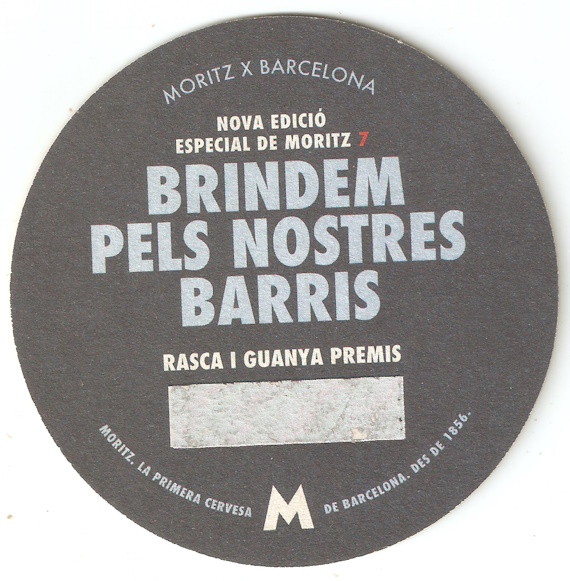 MORITZ X BARCELONA
NOVA EDICIÓ
ESPECIAL DE MORITZ 7
BRINDEM
PELS NOSTRES
BARRIS
RASCA I GUANYA PREMIS
MORITZ. LA PRIMERA CERVESA M DE BARCELONA. DES DE 1856.